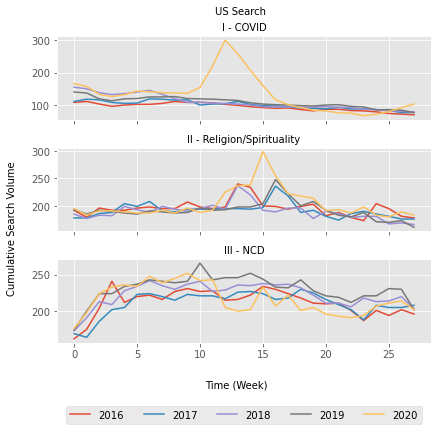 US Search
I - COVID
300
200
100
II - Religion/Spirituality
300
250
200
III - NCD
250
200
0 5 10 15 20 25
Cumulative Search Volume
Time (Week)
2016 2017 2018 2019 2020